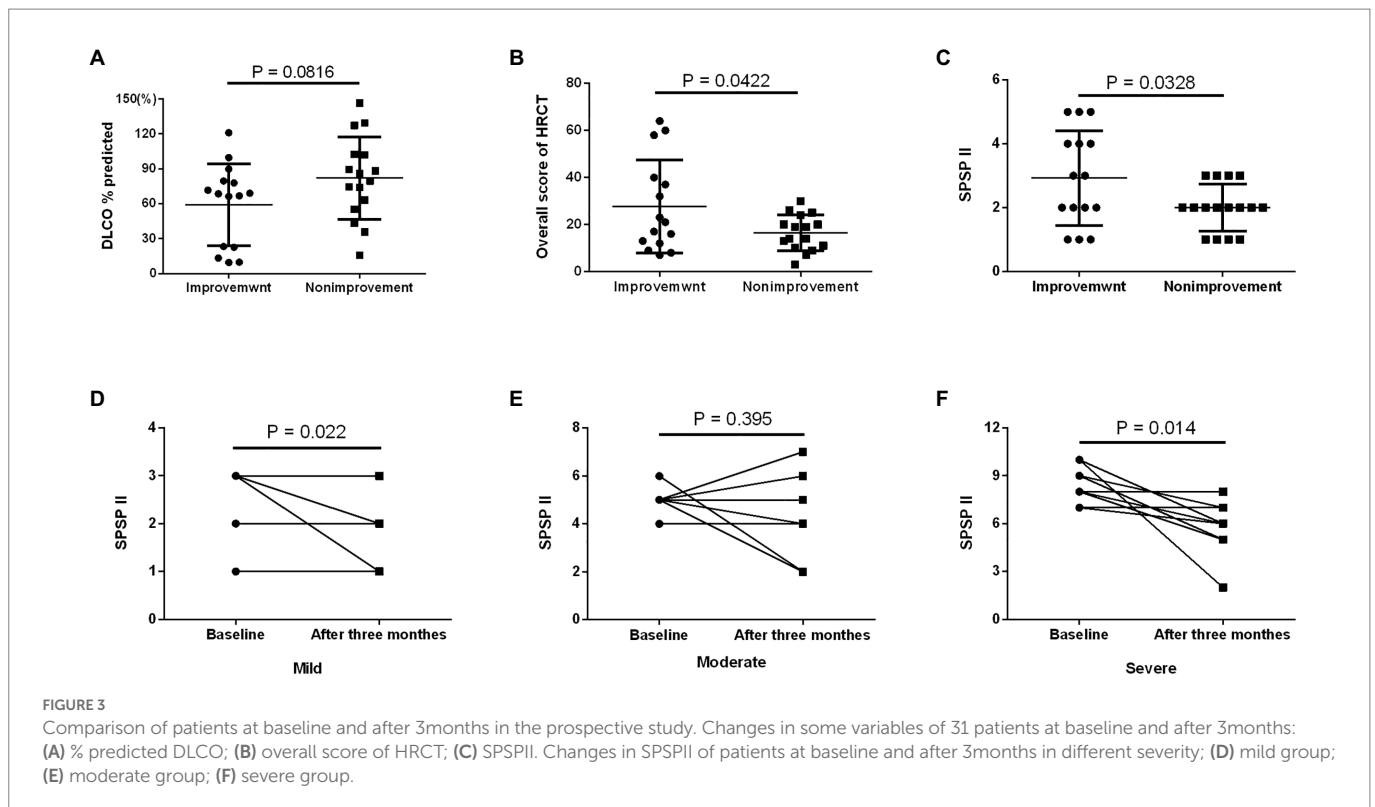 A
P = 0.0816
150(%)
120
90
60
30
0
DLCO % predicted
Improvemwnt Nonimprovement
B
P = 0.0422
80
60
40
20
0
Overall score of HRCT
Improvemwnt Nonimprovement
C
P = 0.0328
6
4
2
0
SPSP II
Improvemwnt Nonimprovement
D
P = 0.022
4
3
2
1
0
SPSP II
Baseline After three monthes
Mild
E
P = 0.395
8
6
4
2
0
SPSP II
Baseline After three monthes
Moderate
F
P = 0.014
12
9
6
3
0
SPSP II
Baseline After three monthes
Severe
FIGURE 3
Comparison of patients at baseline and after 3months in the prospective study. Changes in some variables of 31 patients at baseline and after 3months:
(A) % predicted DLCO; (B) overall score of HRCT; (C) SPSPII. Changes in SPSPII of patients at baseline and after 3months in different severity; (D) mild group;
(E) moderate group; (F) severe group.